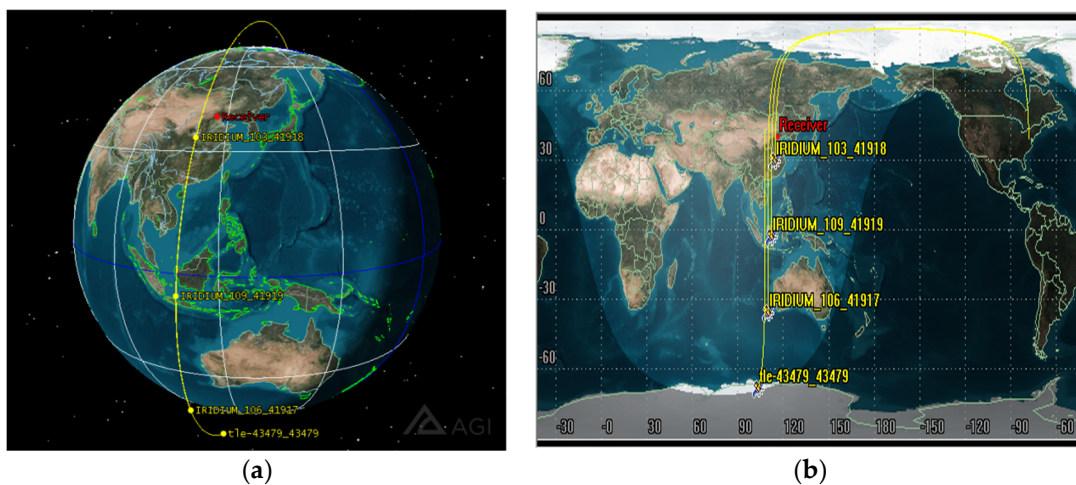 Receiver
IRIDIUM_103_41918
IRIDIUM_109_41919
IRIDIUM_106_41917
tle-43479_43479
AGI
(a)
60
30
0
-30
-60
Receiver
IRIDIUM_103_41918
IRIDIUM_109_41919
IRIDIUM_106_41917
tle-43479_43479
-30 -0 30 60 90 120 150 180 -150 -120 -90 -60
(b)